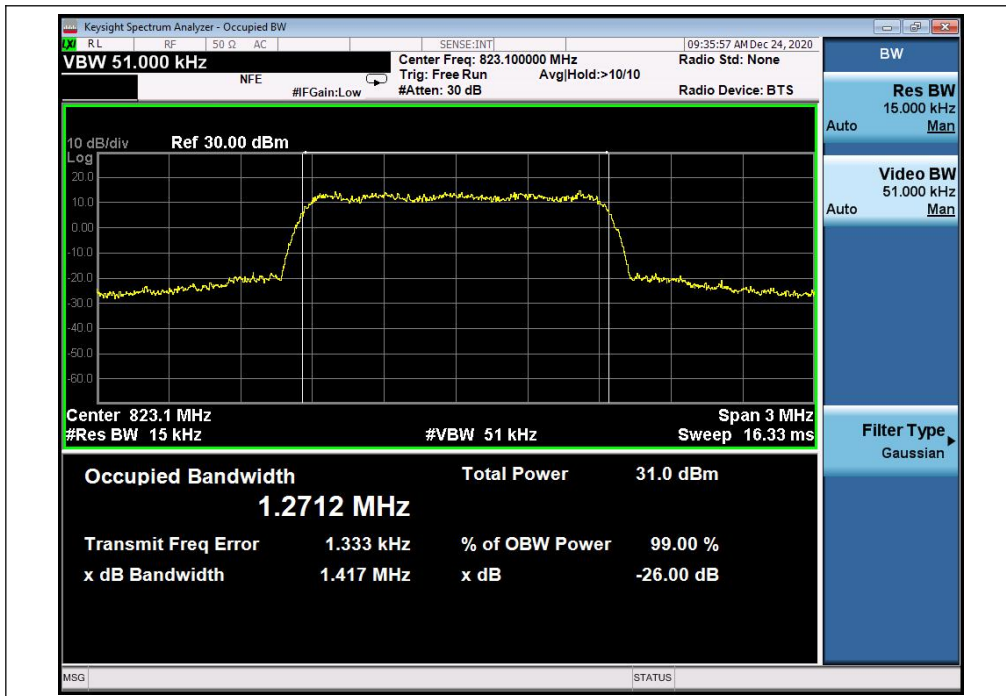 Keysight Spectrum Analyzer - Occupied BW
LXI RL RF 50 Ω AC SENSE:INT 09:35:57 AM Dec 24, 2020
VBW 51.000 kHz Center Freq: 823.100000 MHz Radio Std: None
NFE Trig: Free Run Avg|Hold:>10/10
#IFGain:Low #Atten: 30 dB Radio Device: BTS
10 dB/div Ref 30.00 dBm
Log
20.0
10.0
0.00
-10.0
-20.0
-30.0
-40.0
-50.0
-60.0
Center 823.1 MHz Span 3 MHz
#Res BW 15 kHz #VBW 51 kHz Sweep 16.33 ms
Occupied Bandwidth Total Power 31.0 dBm
1.2712 MHz
Transmit Freq Error 1.333 kHz % of OBW Power 99.00 %
x dB Bandwidth 1.417 MHz x dB -26.00 dB
MSG STATUS
BW
Res BW
15.000 kHz
Auto Man
Video BW
51.000 kHz
Auto Man
Filter Type
Gaussian